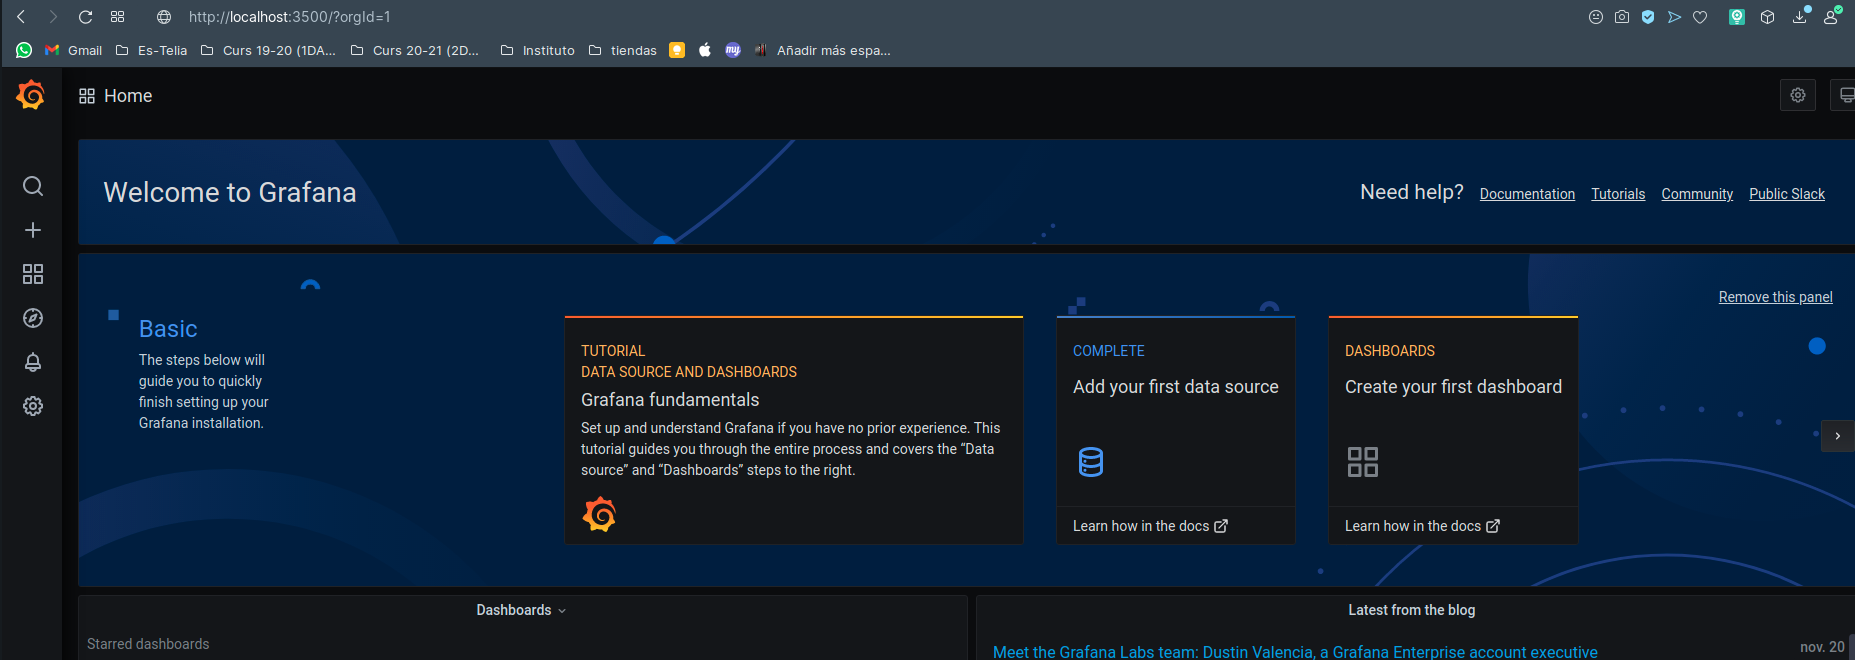 http://localhost:3500/?orgId=1
Gmail Es-Telia Curs 19-20 (1DA... Curs 20-21 (2D... Instituto tiendas my Añadir más espa...
Home
Welcome to Grafana
Need help? Documentation Tutorials Community Public Slack
Remove this panel
Basic
The steps below will
guide you to quickly
finish setting up your
Grafana installation.
TUTORIAL
DATA SOURCE AND DASHBOARDS
Grafana fundamentals
Set up and understand Grafana if you have no prior experience. This
tutorial guides you through the entire process and covers the “Data
source” and “Dashboards” steps to the right.
COMPLETE
Add your first data source
Learn how in the docs
DASHBOARDS
Create your first dashboard
Learn how in the docs
Dashboards
Starred dashboards
Latest from the blog
Meet the Grafana Labs team: Dustin Valencia, a Grafana Enterprise account executive
nov. 20